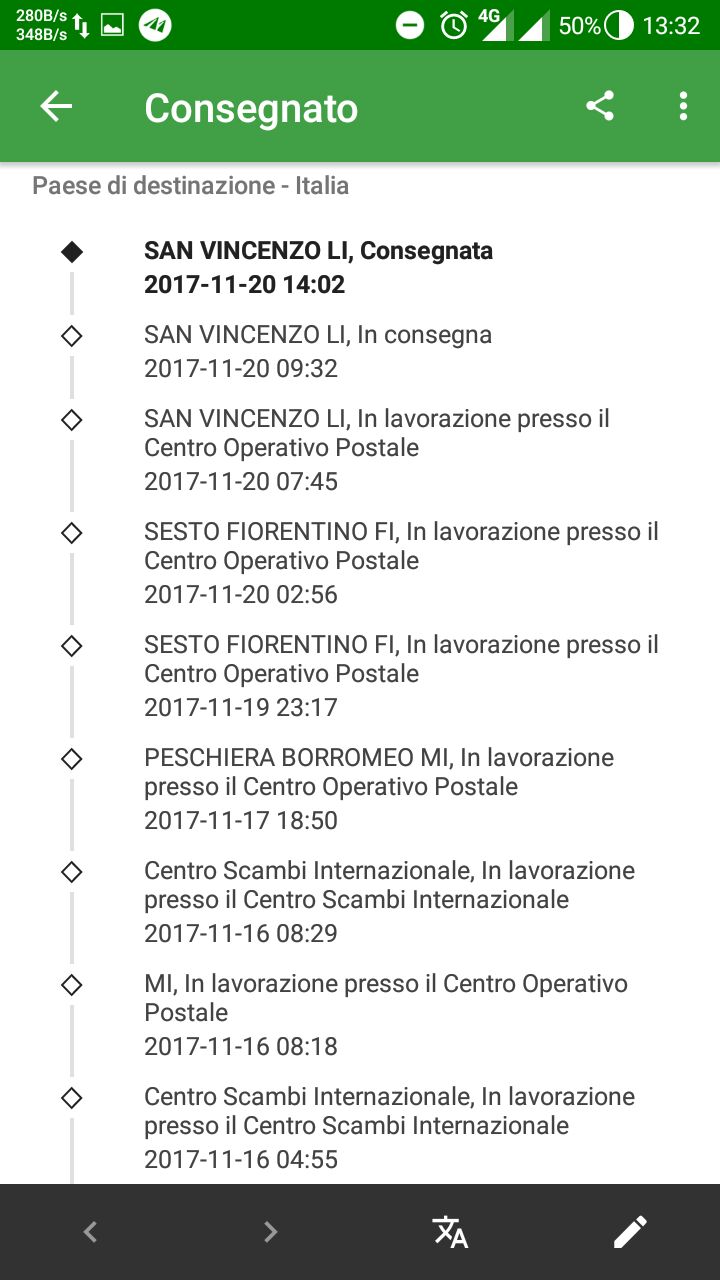 280B/s
348B/s
4G
50%
13:32
Consegnato
Paese di destinazione - Italia
SAN VINCENZO LI, Consegnata
2017-11-20 14:02
SAN VINCENZO LI, In consegna
2017-11-20 09:32
SAN VINCENZO LI, In lavorazione presso il
Centro Operativo Postale
2017-11-20 07:45
SESTO FIORENTINO FI, In lavorazione presso il
Centro Operativo Postale
2017-11-20 02:56
SESTO FIORENTINO FI, In lavorazione presso il
Centro Operativo Postale
2017-11-19 23:17
PESCHIERA BORROMEO MI, In lavorazione
presso il Centro Operativo Postale
2017-11-17 18:50
Centro Scambi Internazionale, In lavorazione
presso il Centro Scambi Internazionale
2017-11-16 08:29
MI, In lavorazione presso il Centro Operativo
Postale
2017-11-16 08:18
Centro Scambi Internazionale, In lavorazione
presso il Centro Scambi Internazionale
2017-11-16 04:55